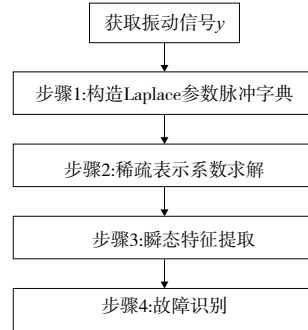 获取振动信号y
步骤1:构造Laplace参数脉冲字典
步骤2:稀疏表示系数求解
步骤3:瞬态特征提取
步骤4:故障识别